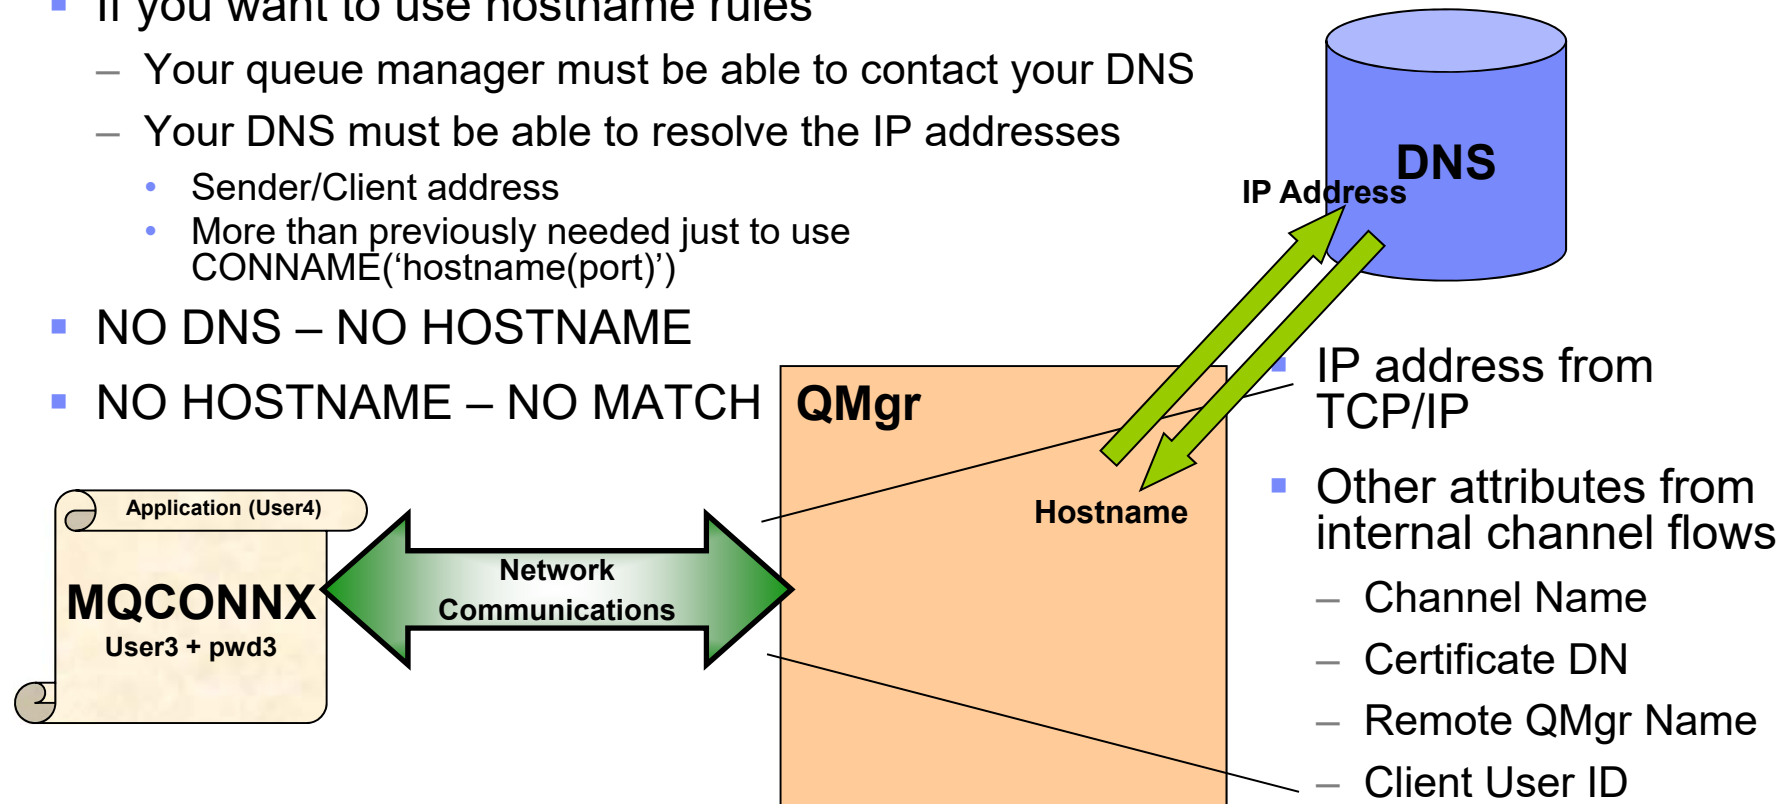 If you want to use hostname rules
– Your queue manager must be able to contact your DNS
– Your DNS must be able to resolve the IP addresses
• Sender/Client address
• More than previously needed just to use
CONNAME(‘hostname(port)’)
NO DNS – NO HOSTNAME
NO HOSTNAME – NO MATCH
DNS
IP Address
QMgr
Hostname
Application (User4)
MQCONNX
User3 + pwd3
Network
Communications
IP address from
TCP/IP
Other attributes from
internal channel flows
– Channel Name
– Certificate DN
– Remote QMgr Name
– Client User ID